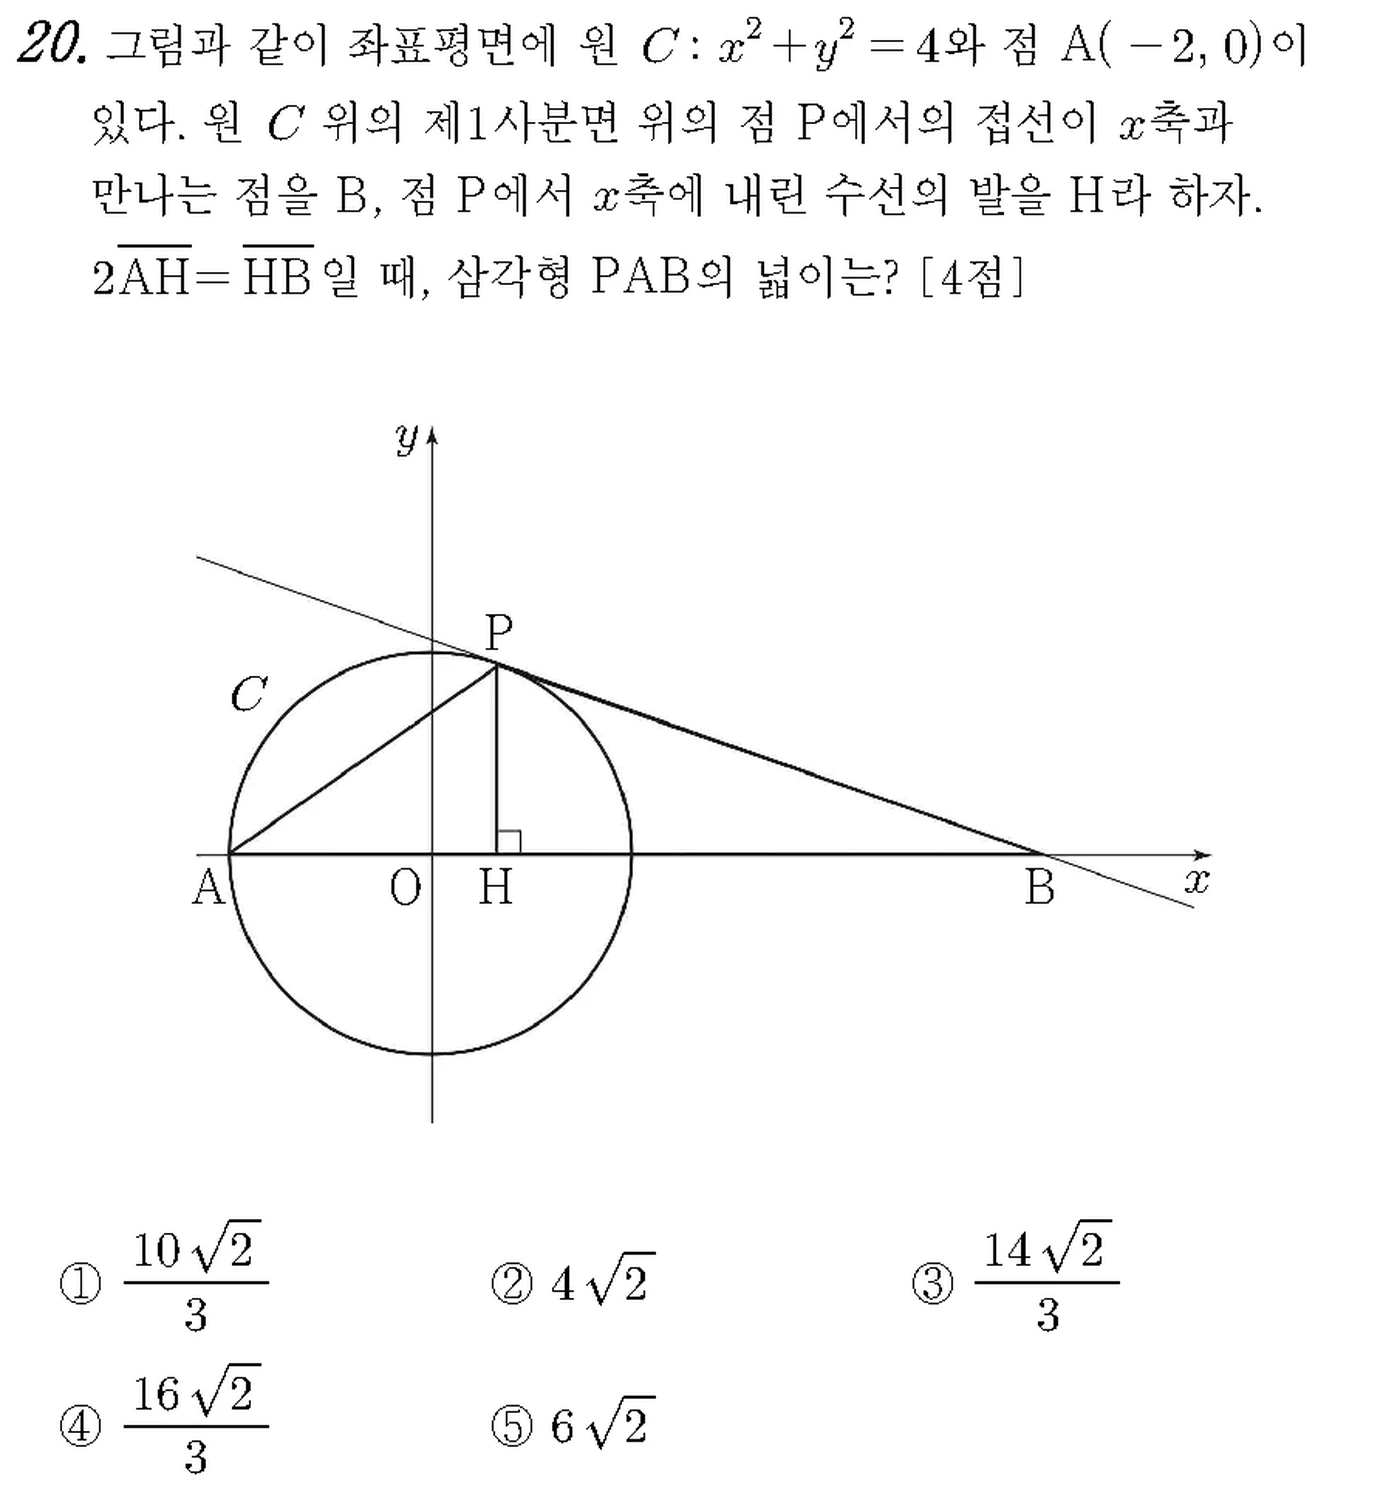 20. 그림과 같이 좌표평면에 원 C : x²+y²=4와 점 A(-2, 0)이
있다. 원 C 위의 제1사분면 위의 점 P에서의 접선이 x축과
만나는 점을 B, 점 P에서 x축에 내린 수선의 발을 H라 하자.
2A̅H̅=H̅B̅일 때, 삼각형 PAB의 넓이는? [4점]
y
P
C
A O H B x
① 10√2/3 ② 4√2 ③ 14√2/3
④ 16√2/3 ⑤ 6√2